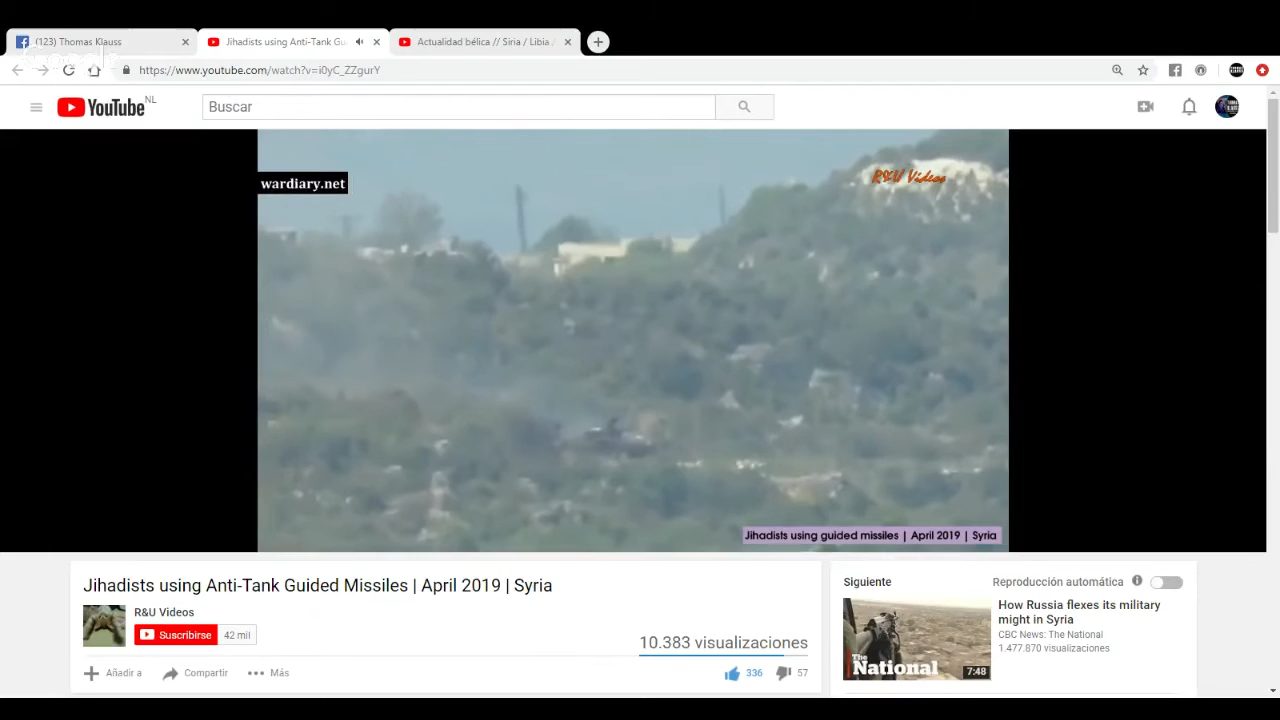 (123) Thomas Klauss
Jihadists using Anti-Tank Gu
Actualidad bélica // Siria / Libia /
https://www.youtube.com/watch?v=i0yC_ZZgurY
YouTube NL
Buscar
wardiary.net
R&U Videos
Jihadists using guided missiles | April 2019 | Syria
Jihadists using Anti-Tank Guided Missiles | April 2019 | Syria
R&U Videos
Suscribirse 42 mil
10.383 visualizaciones
Añadir a Compartir Más
336 57
Siguiente
Reproducción automática
How Russia flexes its military
might in Syria
CBC News: The National
1.477.870 visualizaciones
The
National
7:48